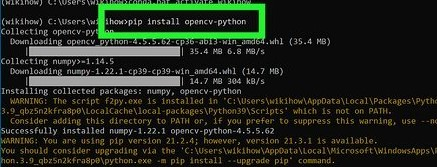 (wikihow) C:\Users\wikihow>conda.bat activate wikihow
(wikihow) C:\Users\wikihow>pip install opencv-python
Collecting opencv-python
Downloading opencv_python-4.5.5.62-cp36-abi3-win_amd64.whl (35.4 MB)
35.4 MB 6.8 MB/s
Collecting numpy>=1.14.5
Downloading numpy-1.22.1-cp39-cp39-win_amd64.whl (14.7 MB)
14.7 MB 304 kB/s
Installing collected packages: numpy, opencv-python
WARNING: The script f2py.exe is installed in 'C:\Users\wikihow\AppData\Local\Packages\Python
3.9_qbz5n2kfra8p0\LocalCache\local-packages\Python39\Scripts' which is not on PATH.
Consider adding this directory to PATH or, if you prefer to suppress this warning, use --no
Successfully installed numpy-1.22.1 opencv-python-4.5.5.62
WARNING: You are using pip version 21.2.4; however, version 21.3.1 is available.
You should consider upgrading via the 'C:\Users\wikihow\AppData\Local\Microsoft\WindowsApps\
hon.3.9_qbz5n2kfra8p0\python.exe -m pip install --upgrade pip' command.